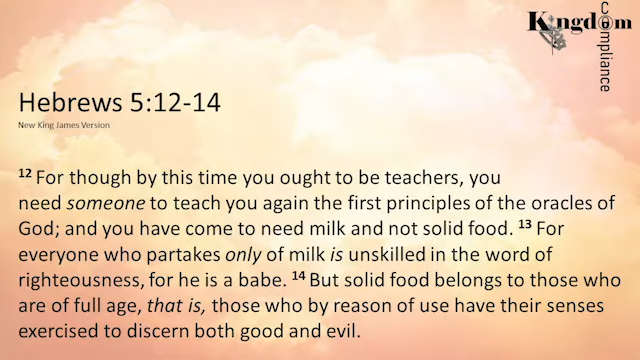 Kingdom
Compliance
Hebrews 5:12-14
New King James Version
12 For though by this time you ought to be teachers, you
need someone to teach you again the first principles of the oracles of
God; and you have come to need milk and not solid food. 13 For
everyone who partakes only of milk is unskilled in the word of
righteousness, for he is a babe. 14 But solid food belongs to those who
are of full age, that is, those who by reason of use have their senses
exercised to discern both good and evil.